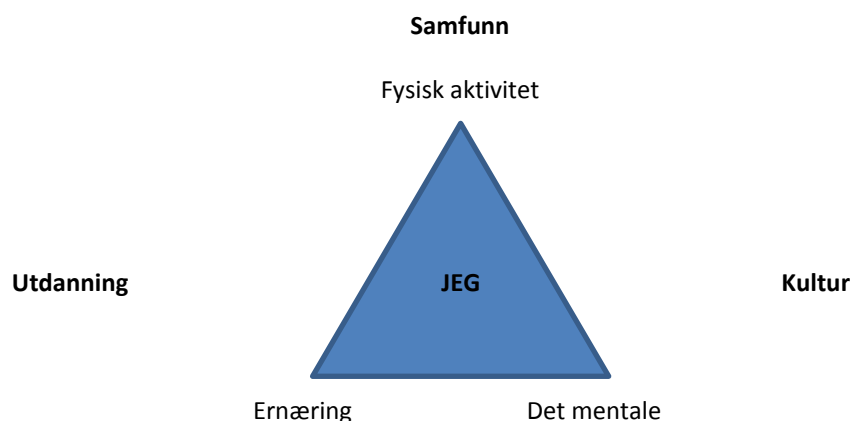 Samfunn
Fysisk aktivitet
Utdanning JEG Kultur
Ernæring Det mentale